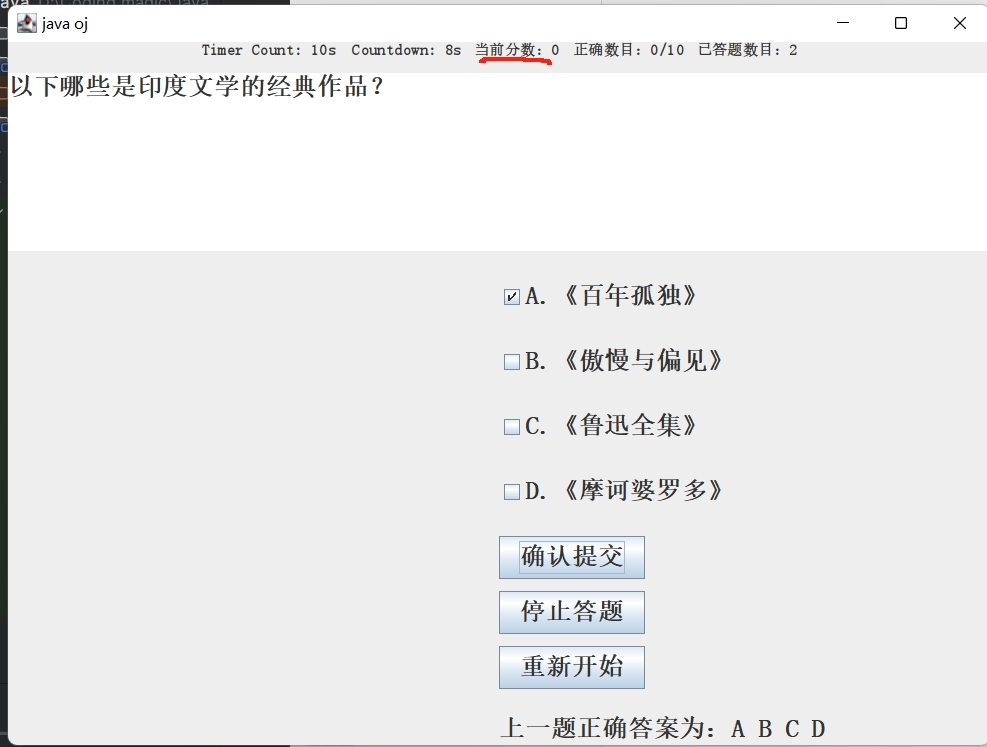 java oj
Timer Count: 10s Countdown: 8s 当前分数: 0 正确数目: 0/10 已答题数目: 2
以下哪些是印度文学的经典作品?
A. 《百年孤独》
B. 《傲慢与偏见》
C. 《鲁迅全集》
D. 《摩诃婆罗多》
确认提交
停止答题
重新开始
上一题正确答案为: A B C D